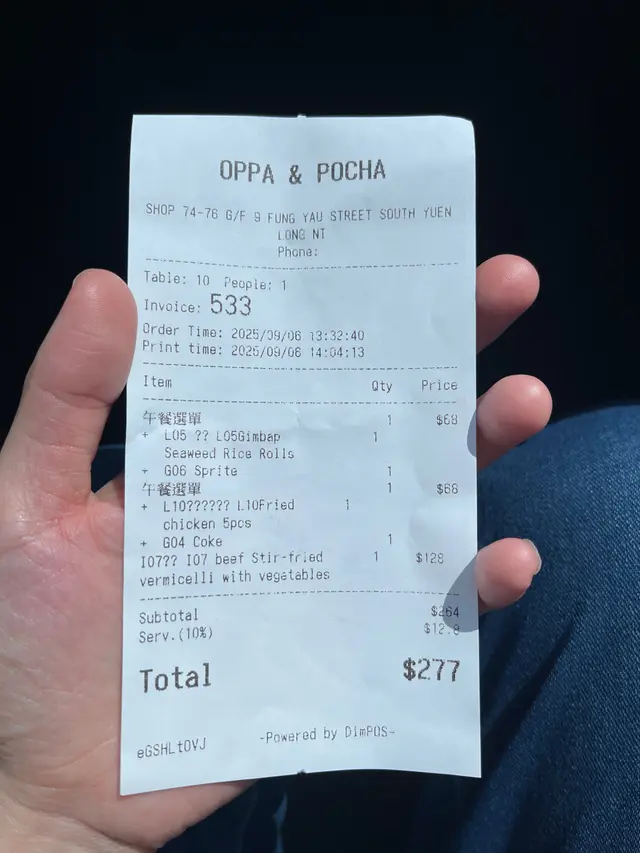 OPPA & POCHA
SHOP 74-76 G/F 9 FUNG YAU STREET SOUTH YUEN
LONG NT
Phone:
Table: 10 People: 1
Invoice: 533
Order Time: 2025/09/06 13:32:40
Print time: 2025/09/06 14:04:13
Item Qty Price
午餐選單 1 $68
+ L05 ?? L05Gimbap 1
Seaweed Rice Rolls
+ G06 Sprite 1
午餐選單 1 $68
+ L10?????? L10Fried 1
chicken 5pcs
+ G04 Coke 1
I07?? I07 beef Stir-fried 1 $128
vermicelli with vegatables
Subtotal $264
Serv.(10%) $12.8
Total $277
eGSHLtOVJ -Powered by DimPOS-